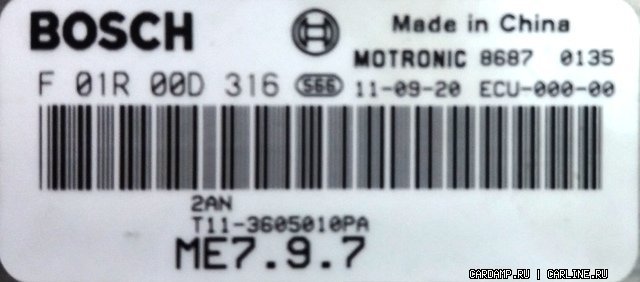 BOSCH
Made in China
MOTRONIC 8687 0135
F 01R 00D 316 S66 11-09-20 ECU-000-00
2AN
T11-3605010PA
ME7.9.7
CARDAMP.RU | CARLINE.RU